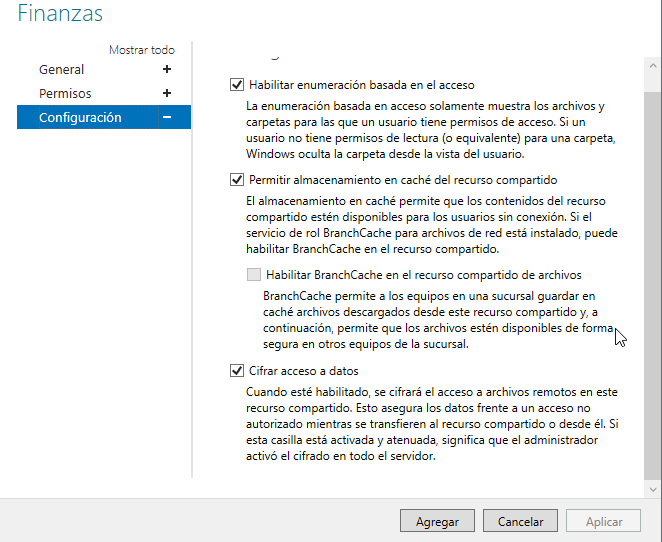 Finanzas
Mostrar todo
General +
Permisos +
Configuración –
Habilitar enumeración basada en el acceso
La enumeración basada en acceso solamente muestra los archivos y
carpetas para las que un usuario tiene permisos de acceso. Si un
usuario no tiene permisos de lectura (o equivalente) para una carpeta,
Windows oculta la carpeta desde la vista del usuario.
Permitir almacenamiento en caché del recurso compartido
El almacenamiento en caché permite que los contenidos del recurso
compartido estén disponibles para los usuarios sin conexión. Si el
servicio de rol BranchCache para archivos de red está instalado, puede
habilitar BranchCache en el recurso compartido.
Habilitar BranchCache en el recurso compartido de archivos
BranchCache permite a los equipos en una sucursal guardar en
caché archivos descargados desde este recurso compartido y, a
continuación, permite que los archivos estén disponibles de forma
segura en otros equipos de la sucursal.
Cifrar acceso a datos
Cuando esté habilitado, se cifrará el acceso a archivos remotos en este
recurso compartido. Esto asegura los datos frente a un acceso no
autorizado mientras se transfieren al recurso compartido o desde él. Si
esta casilla está activada y atenuada, significa que el administrador
activó el cifrado en todo el servidor.
Agregar
Cancelar
Aplicar